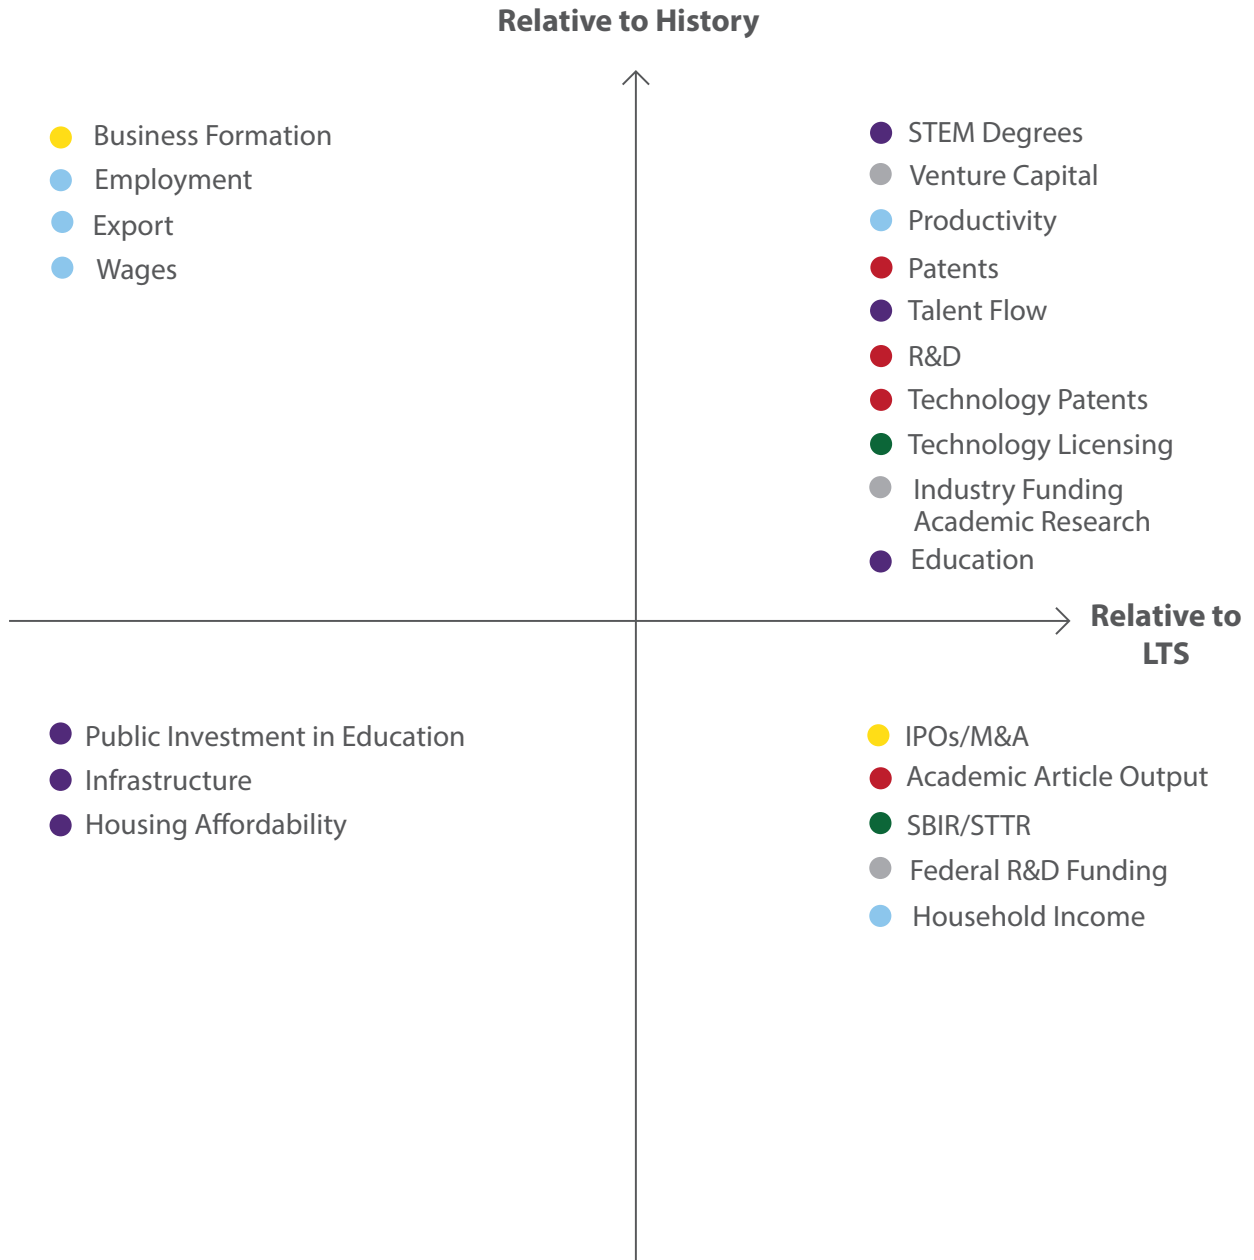 Relative to History
Business Formation
Employment
Export
Wages
STEM Degrees
Venture Capital
Productivity
Patents
Talent Flow
R&D
Technology Patents
Technology Licensing
Industry Funding
Academic Research
Education
Relative to
LTS
Public Investment in Education
Infrastructure
Housing Affordability
IPOs/M&A
Academic Article Output
SBIR/STTR
Federal R&D Funding
Household Income